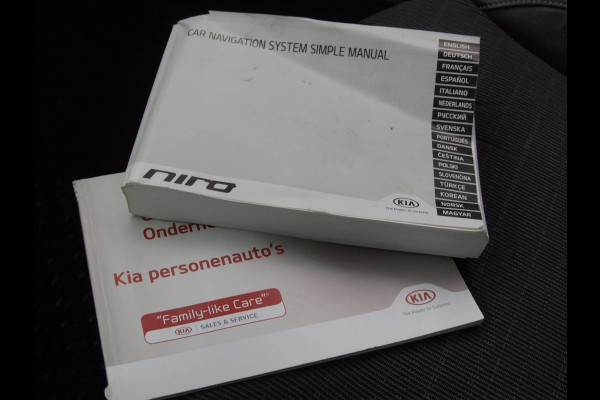 CAR NAVIGATION SYSTEM SIMPLE MANUAL
ENGLISH
DEUTSCH
FRANÇAIS
ESPAÑOL
ITALIANO
NEDERLANDS
РУССКИЙ
SVENSKA
PORTUGUÊS
DANSK
ČEŠTINA
POLSKI
SLOVENČINA
TÜRKÇE
KOREAN
NORSK
MAGYAR
niro
KIA
The Power to Surprise
Kia personenauto's
"Family-like Care"
KIA SALES & SERVICE
KIA
The Power to Surprise